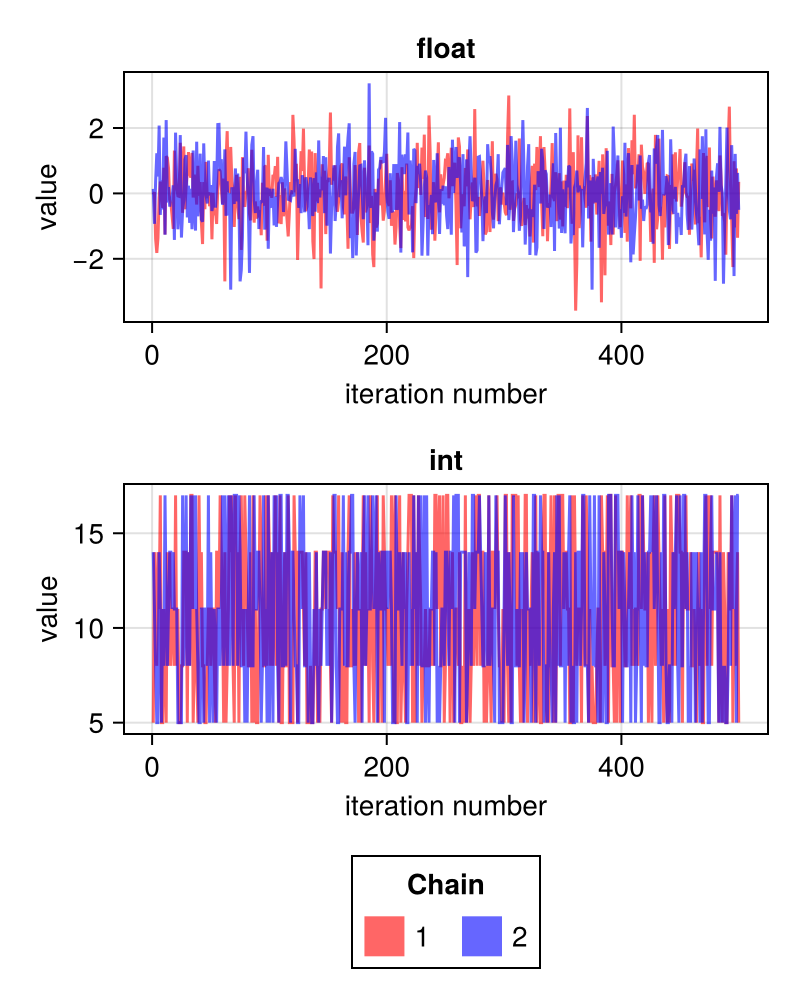 float
2
0
−2
value
0 200 400
iteration number
int
15
10
5
value
0 200 400
iteration number
Chain
1 2